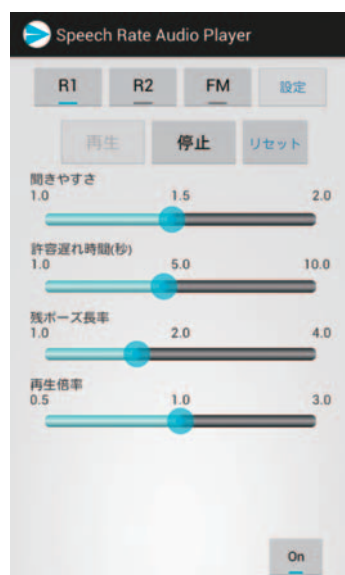 Speech Rate Audio Player
R1 R2 FM 設定
再生 停止 リセット
聞きやすさ
1.0 1.5 2.0
許容遅れ時間(秒)
1.0 5.0 10.0
残ポーズ長率
1.0 2.0 4.0
再生倍率
0.5 1.0 3.0
On